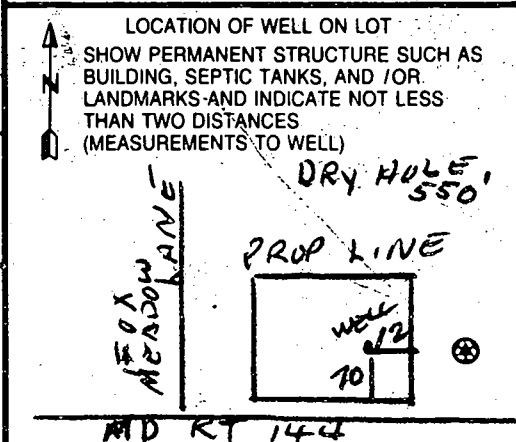 LOCATION OF WELL ON LOT
SHOW PERMANENT STRUCTURE SUCH AS
BUILDING, SEPTIC TANKS, AND /OR
LANDMARKS AND INDICATE NOT LESS
THAN TWO DISTANCES
(MEASUREMENTS TO WELL)
N
DRY HOLE
550'
PROP LINE
FOX
MEADOW LANE
WELL
12
70
MD RT 144